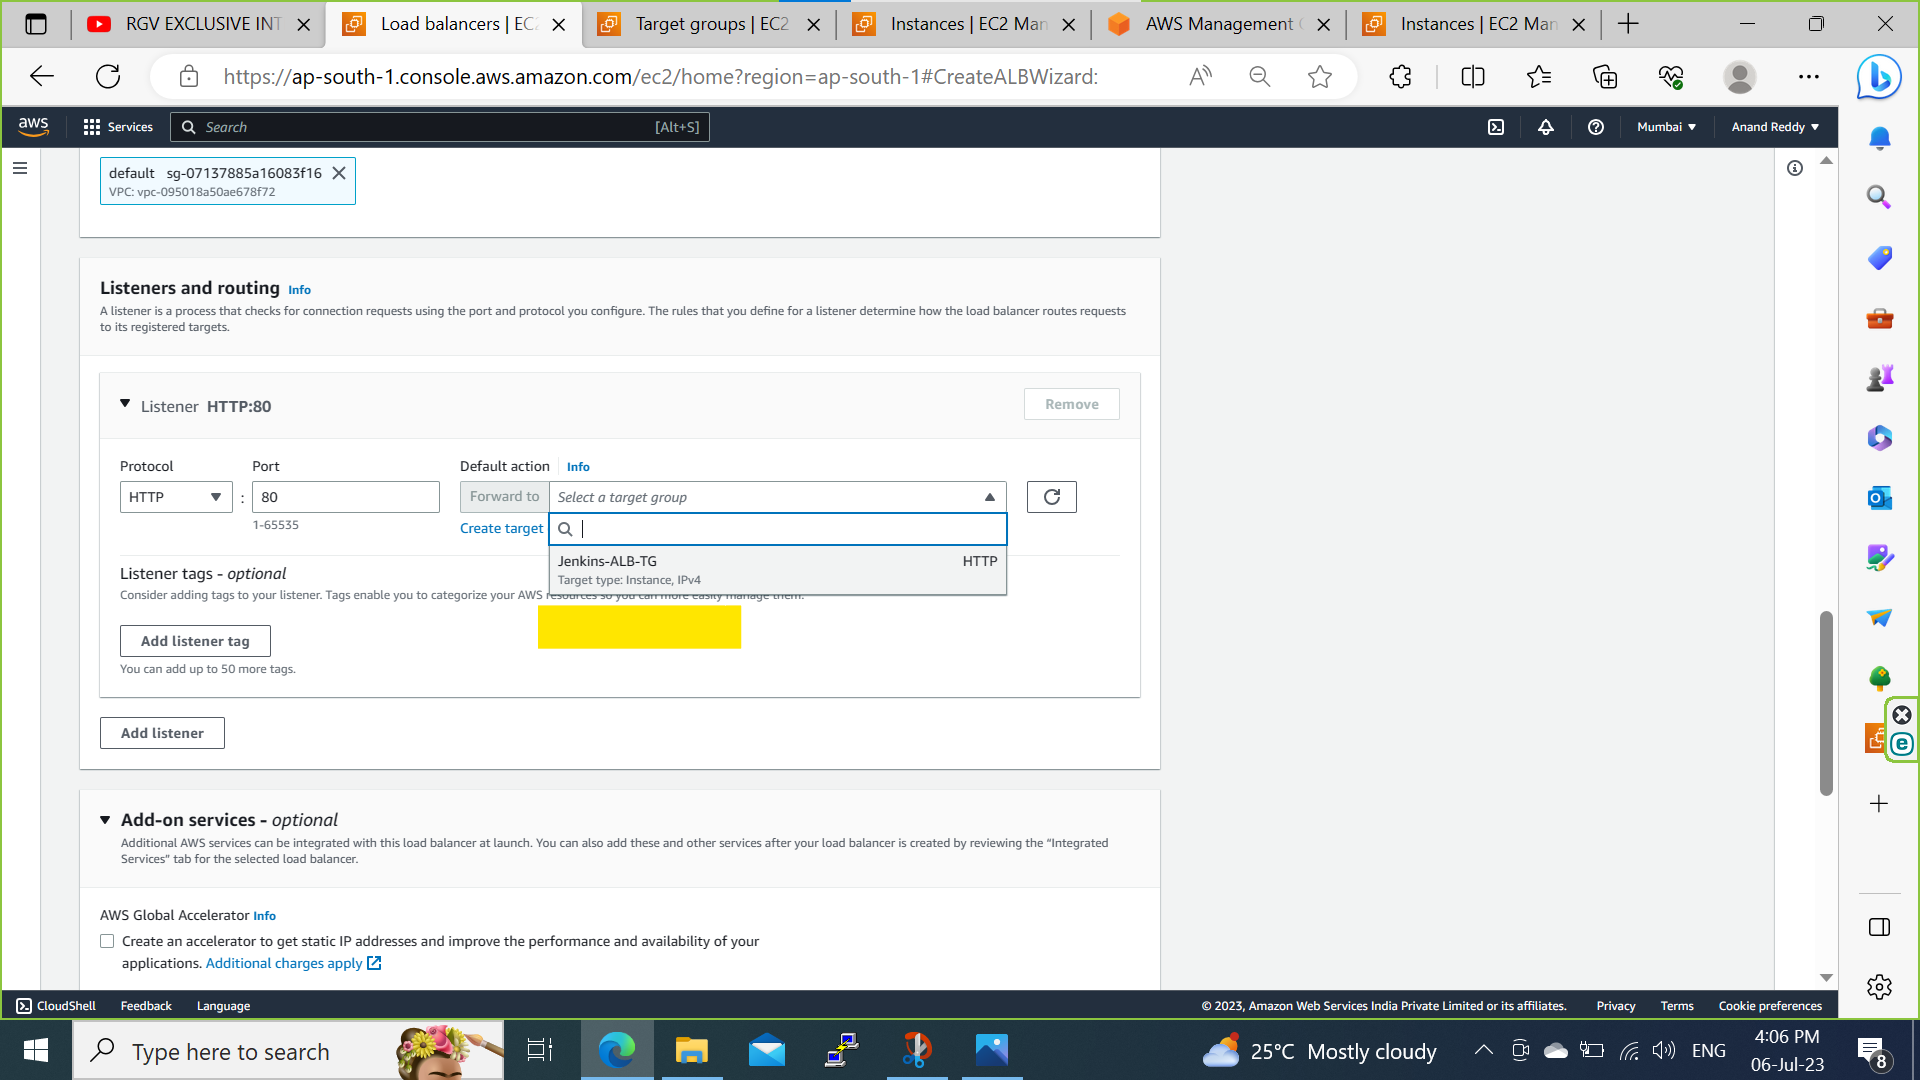 RGV EXCLUSIVE INT
Load balancers | EC2
Target groups | EC2
Instances | EC2 Man
AWS Management C
Instances | EC2 Man
https://ap-south-1.console.aws.amazon.com/ec2/home?region=ap-south-1#CreateALBWizard:
aws
Services
Search
[Alt+S]
Mumbai
Anand Reddy
default sg-07137885a16083f16
VPC: vpc-095018a50ae678f72
Listeners and routing Info
A listener is a process that checks for connection requests using the port and protocol you configure. The rules that you define for a listener determine how the load balancer routes requests
to its registered targets.
Listener HTTP:80
Remove
Protocol
Port
Default action
Info
HTTP
:
80
Forward to
Select a target group
1-65535
Create target
Jenkins-ALB-TG
HTTP
Target type: Instance, IPv4
Listener tags - optional
Consider adding tags to your listener. Tags enable you to categorize your AWS resources so you can more easily manage them.
Add listener tag
You can add up to 50 more tags.
Add listener
Add-on services - optional
Additional AWS services can be integrated with this load balancer at launch. You can also add these and other services after your load balancer is created by reviewing the "Integrated
Services" tab for the selected load balancer.
AWS Global Accelerator Info
Create an accelerator to get static IP addresses and improve the performance and availability of your
applications. Additional charges apply
CloudShell
Feedback
Language
© 2023, Amazon Web Services India Private Limited or its affiliates.
Privacy
Terms
Cookie preferences
Type here to search
25°C Mostly cloudy
ENG
4:06 PM
06-Jul-23
8